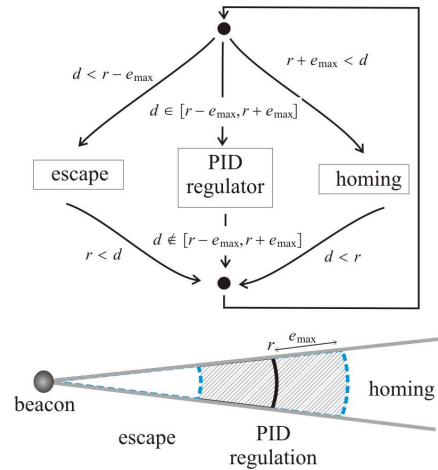 d < r − e_max
r + e_max < d
d ∈ [r − e_max, r + e_max]
escape
PID
regulator
homing
d ∉ [r − e_max, r + e_max]
r < d
d < r
r
e_max
beacon
homing
escape
PID
regulation